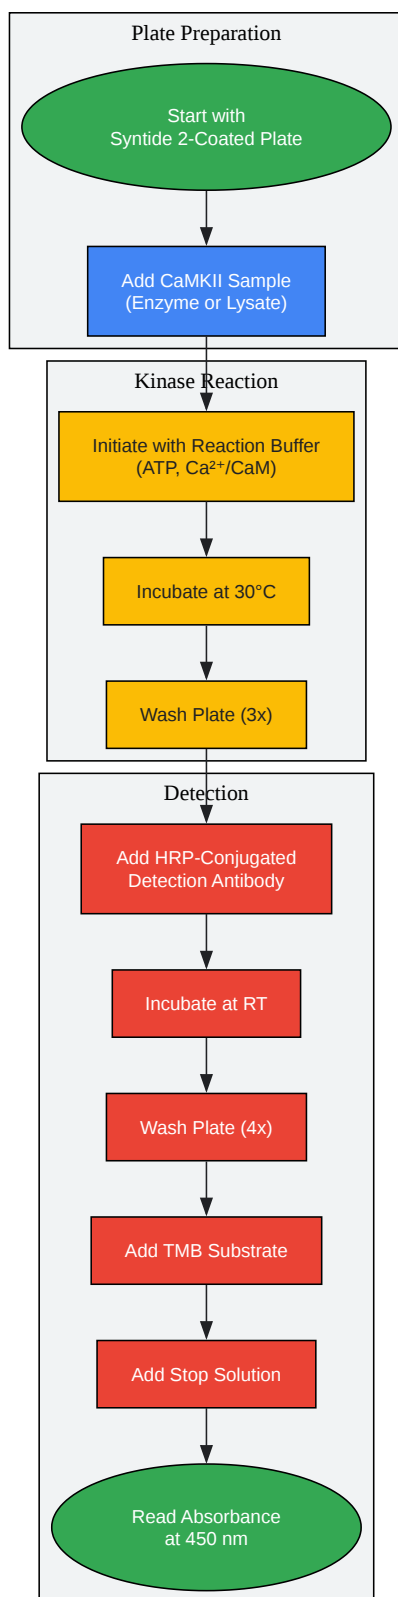 Plate Preparation
Start with
Syntide 2-Coated Plate
Add CaMKII Sample
(Enzyme or Lysate)
Kinase Reaction
Initiate with Reaction Buffer
(ATP, Ca²⁺/CaM)
Incubate at 30°C
Wash Plate (3x)
Detection
Add HRP-Conjugated
Detection Antibody
Incubate at RT
Wash Plate (4x)
Add TMB Substrate
Add Stop Solution
Read Absorbance
at 450 nm